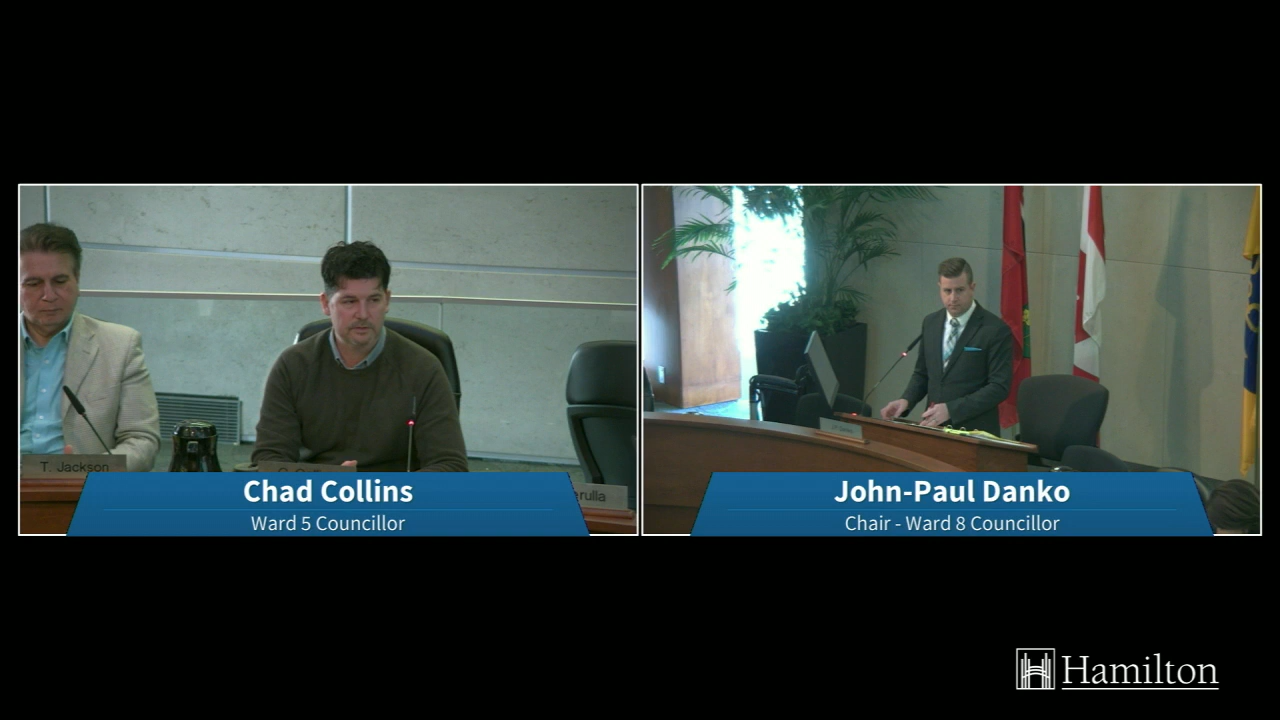 T. Jackson
Chad Collins
Ward 5 Councillor
John-Paul Danko
Chair - Ward 8 Councillor
Hamilton